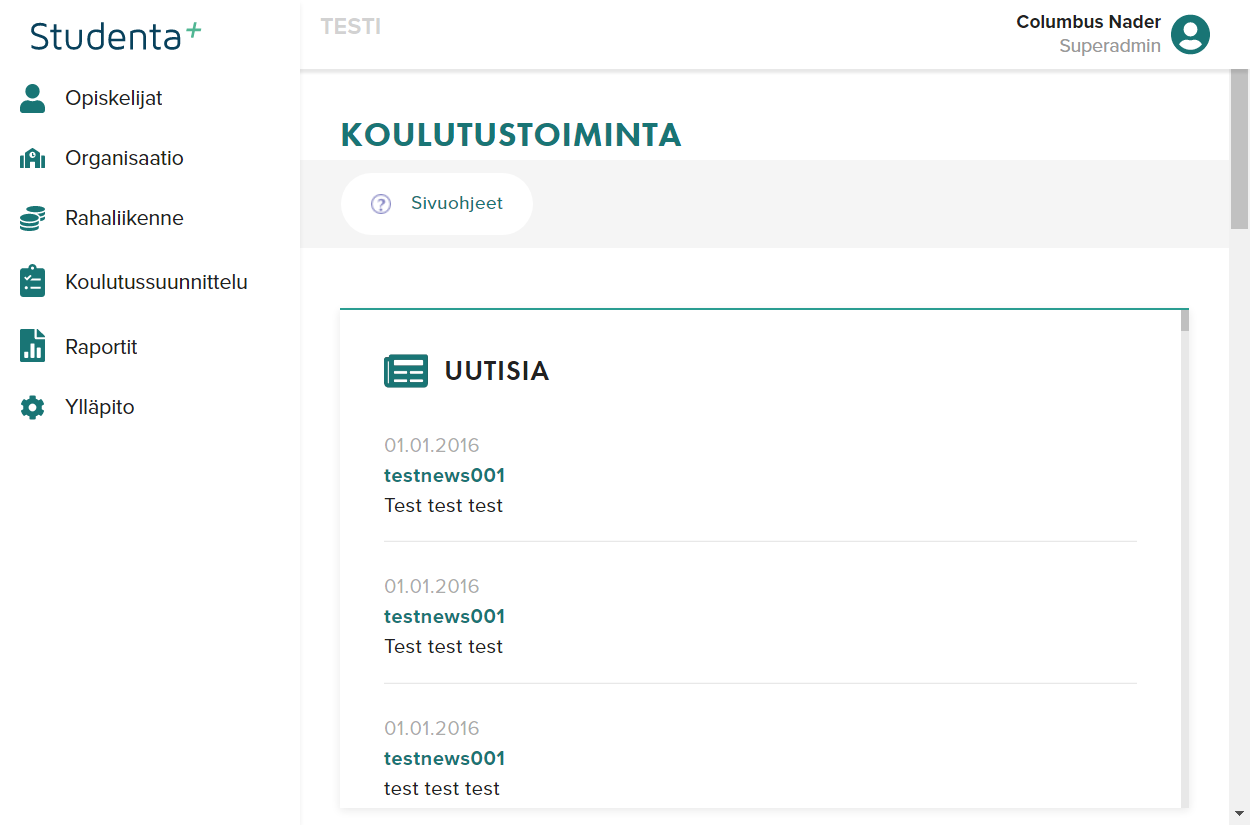 Studenta+
Opiskelijat
Organisaatio
Rahaliikenne
Koulutussuunnittelu
Raportit
Ylläpito
TESTI
Columbus Nader
Superadmin
KOULUTUSTOIMINTA
? Sivuohjeet
UUTISIA
01.01.2016
testnews001
Test test test
01.01.2016
testnews001
Test test test
01.01.2016
testnews001
test test test